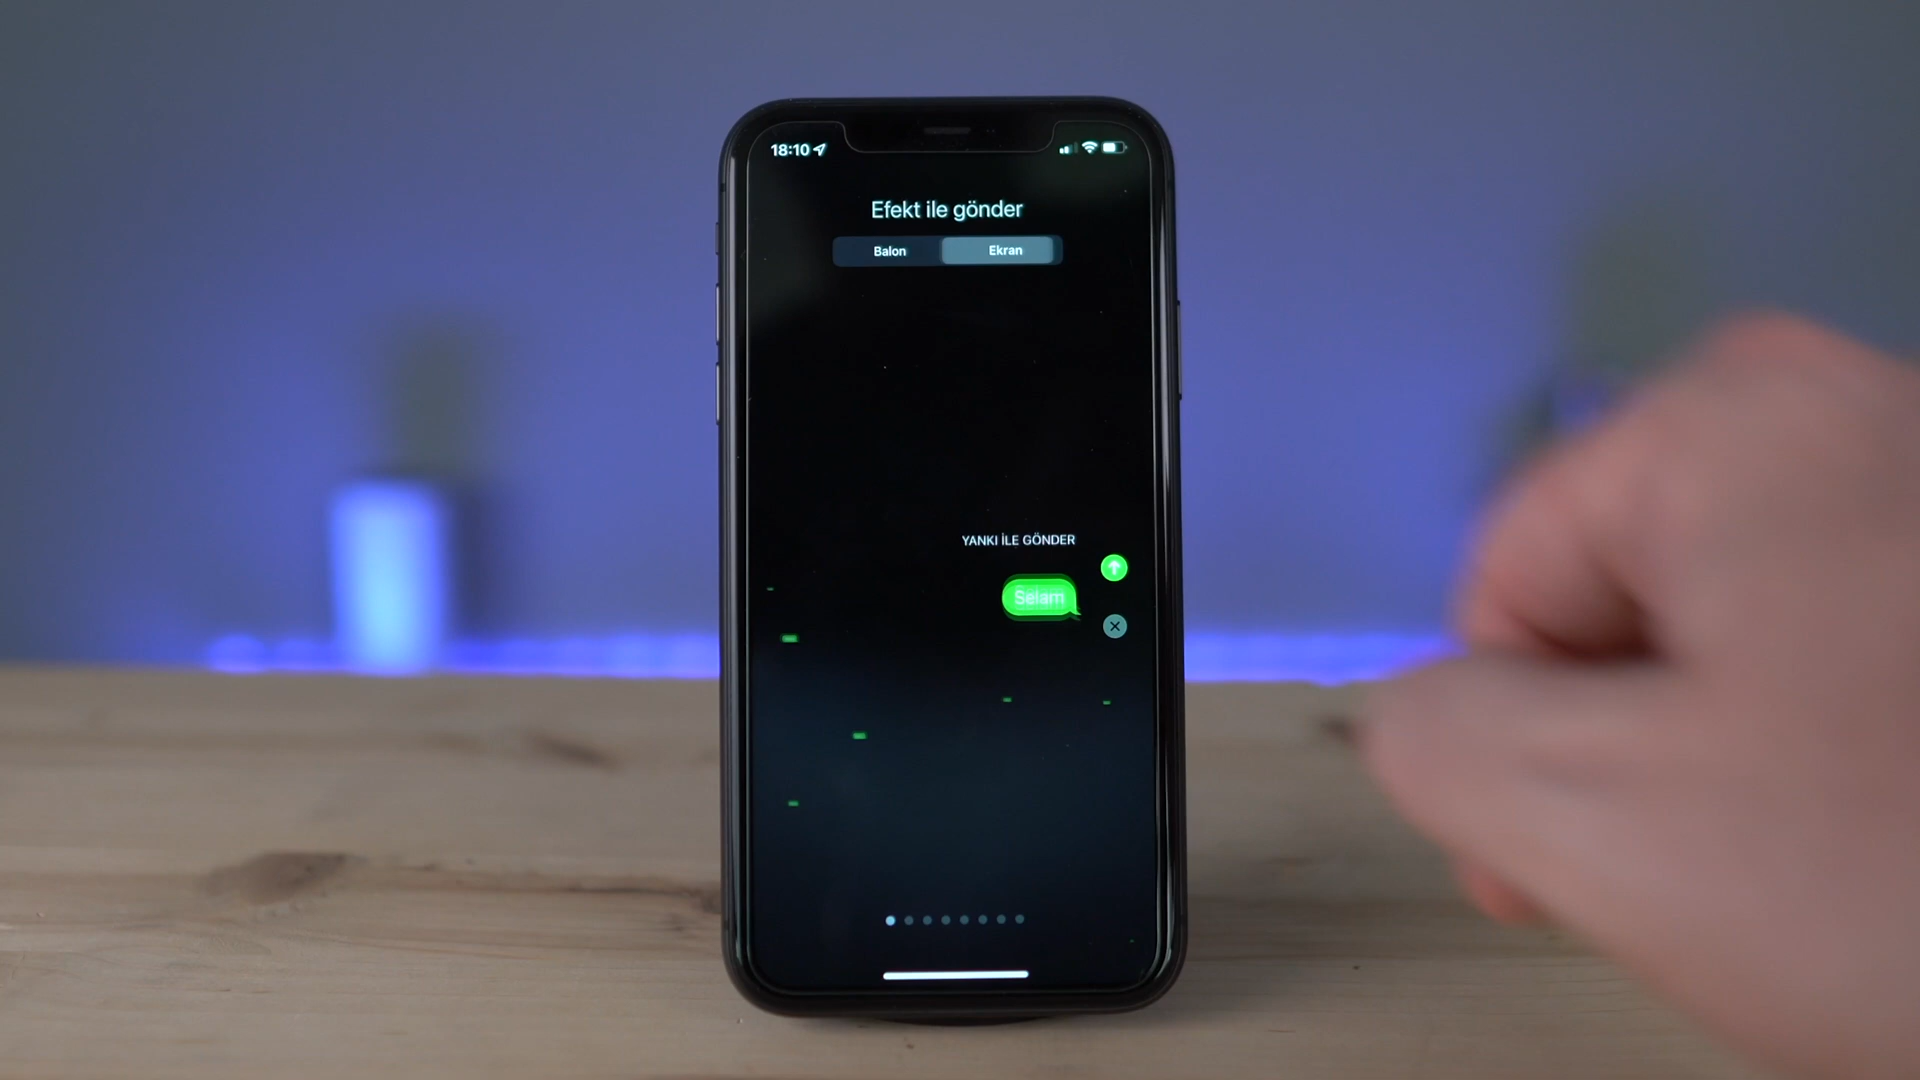 18:10
Efekt ile gönder
Balon Ekran
YANKI İLE GÖNDER
Selam